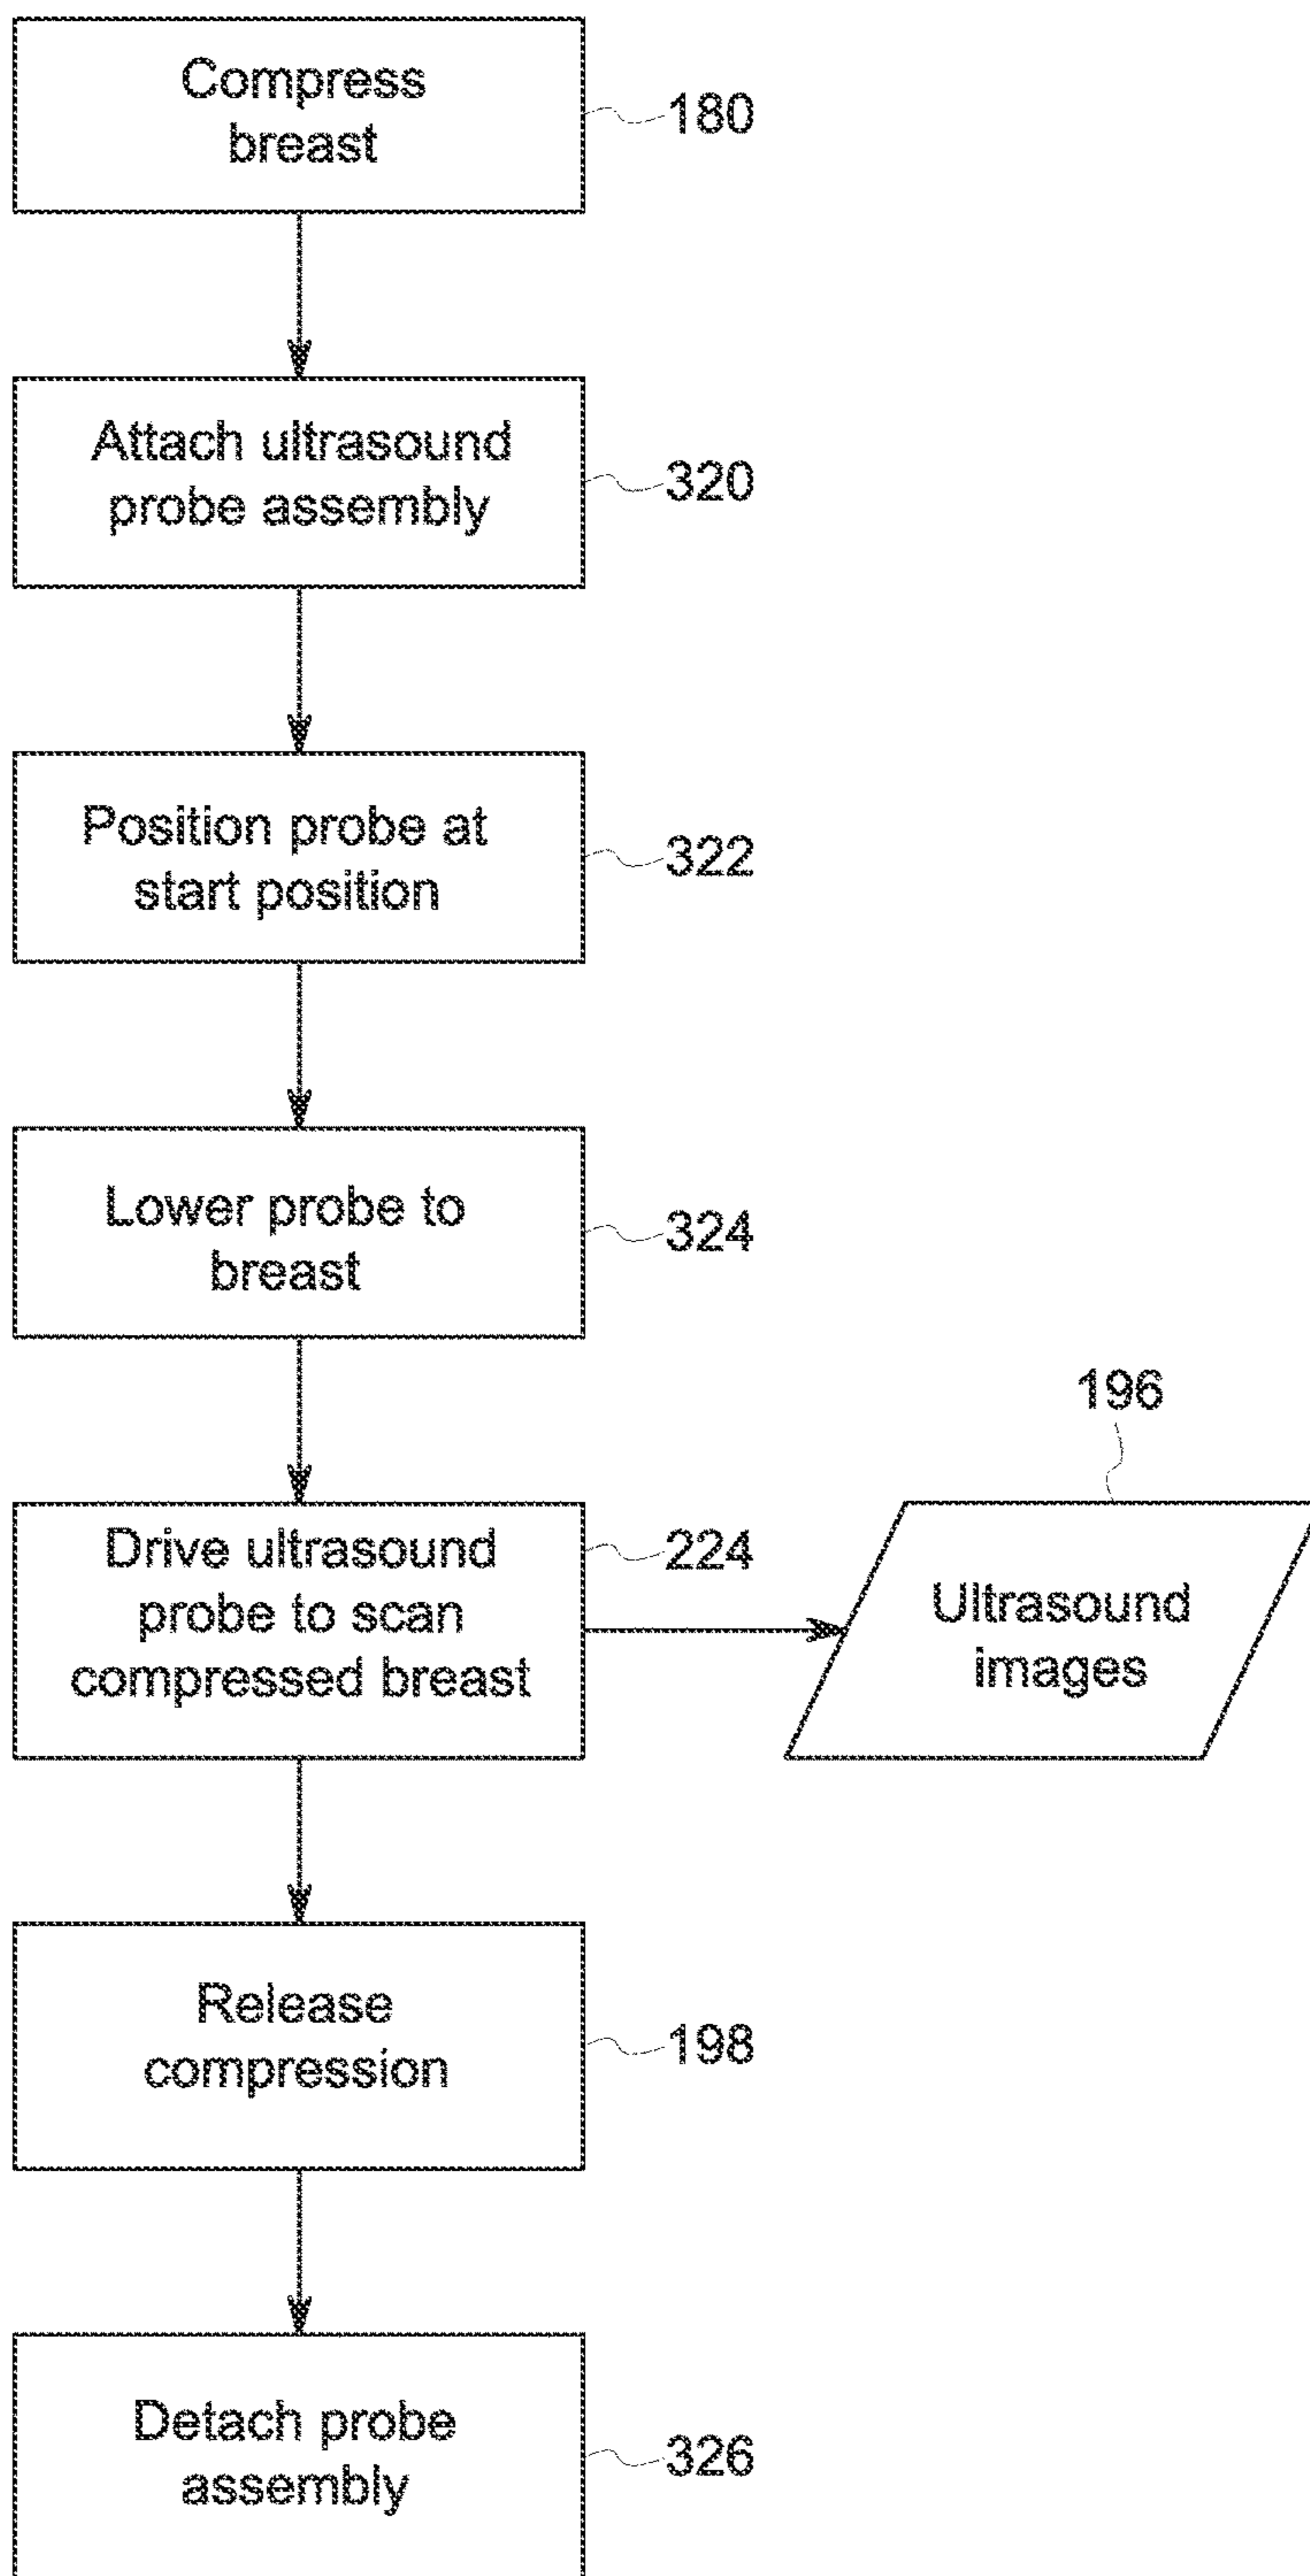 Compress
breast
180
Attach ultrasound
probe assembly
320
Position probe at
start position
322
Lower probe to
breast
324
196
Drive ultrasound
probe to scan
compressed breast
224
Ultrasound
images
Release
compression
198
Detach probe
assembly
326